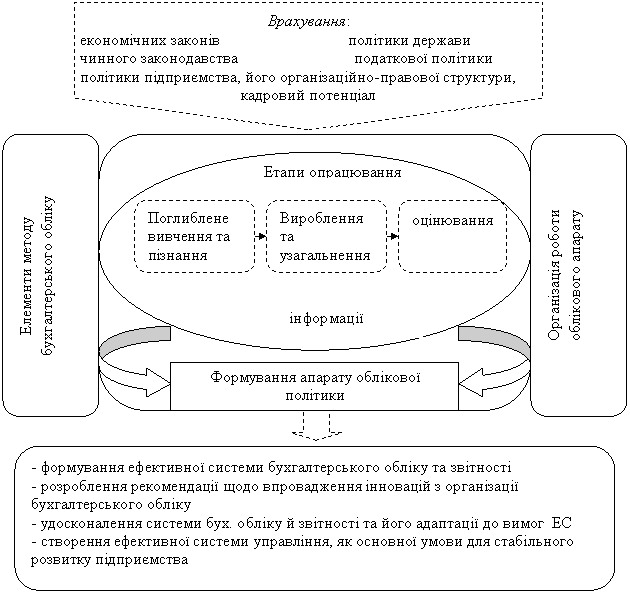 Врахування:
економічних законів політики держави
чинного законодавства податкової політики
політики підприємства, його організаційно-правової структури,
кадровий потенціал
Елементи методу
бухгалтерського обліку
Етапи опрацювання
Поглиблене
вивчення та
пізнання
Вироблення
та
узагальнення
оцінювання
інформації
Організація роботи
облікового апарату
Формування апарату облікової
політики
- формування ефективної системи бухгалтерського обліку та звітності
- розроблення рекомендації щодо впровадження інновацій з організації
бухгалтерського обліку
- удосконалення системи бух. обліку й звітності та його адаптації до вимог ЕС
- створення ефективної системи управління, як основної умови для стабільного
розвитку підприємства